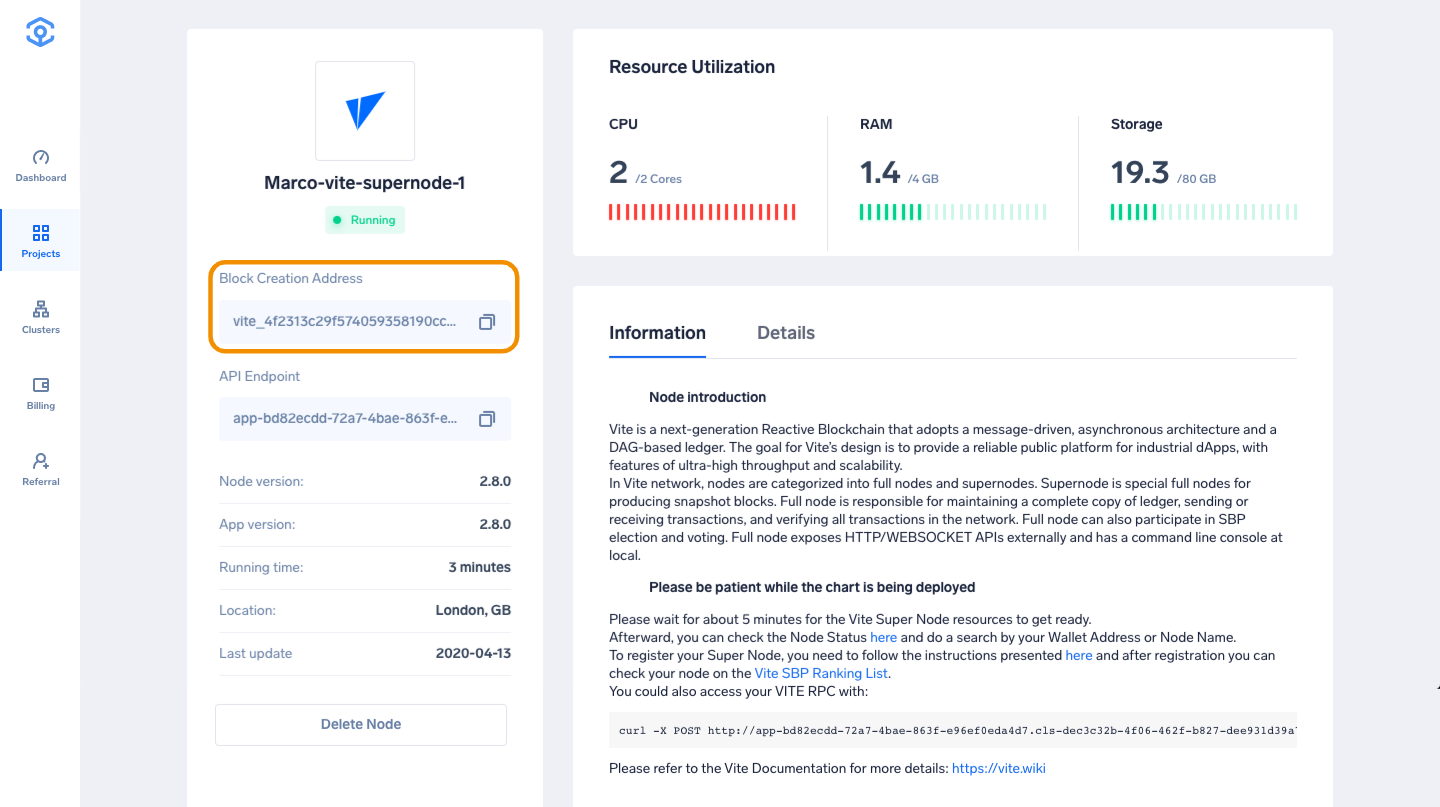 Dashboard
Projects
Clusters
Billing
Referral
Marco-vite-supernode-1
Running
Block Creation Address
vite_4f2313c29f574059358190cc...
API Endpoint
app-bd82ecdd-72a7-4bae-863f-e...
Node version: 2.8.0
App version: 2.8.0
Running time: 3 minutes
Location: London, GB
Last update 2020-04-13
Delete Node
Resource Utilization
CPU
2 /2 Cores
RAM
1.4 /4 GB
Storage
19.3 /80 GB
Information Details
Node introduction
Vite is a next-generation Reactive Blockchain that adopts a message-driven, asynchronous architecture and a
DAG-based ledger. The goal for Vite’s design is to provide a reliable public platform for industrial dApps, with
features of ultra-high throughput and scalability.
In Vite network, nodes are categorized into full nodes and supernodes. Supernode is special full nodes for
producing snapshot blocks. Full node is responsible for maintaining a complete copy of ledger, sending or
receiving transactions, and verifying all transactions in the network. Full node can also participate in SBP
election and voting. Full node exposes HTTP/WEBSOCKET APIs externally and has a command line console at
local.
Please be patient while the chart is being deployed
Please wait for about 5 minutes for the Vite Super Node resources to get ready.
Afterward, you can check the Node Status here and do a search by your Wallet Address or Node Name.
To register your Super Node, you need to follow the instructions presented here and after registration you can
check your node on the Vite SBP Ranking List.
You could also access your VITE RPC with:
curl -X POST http://app-bd82ecdd-72a7-4bae-863f-e96ef0eda4d7.cls-dec3c32b-4f06-462f-b827-dee931d39a
Please refer to the Vite Documentation for more details: https://vite.wiki